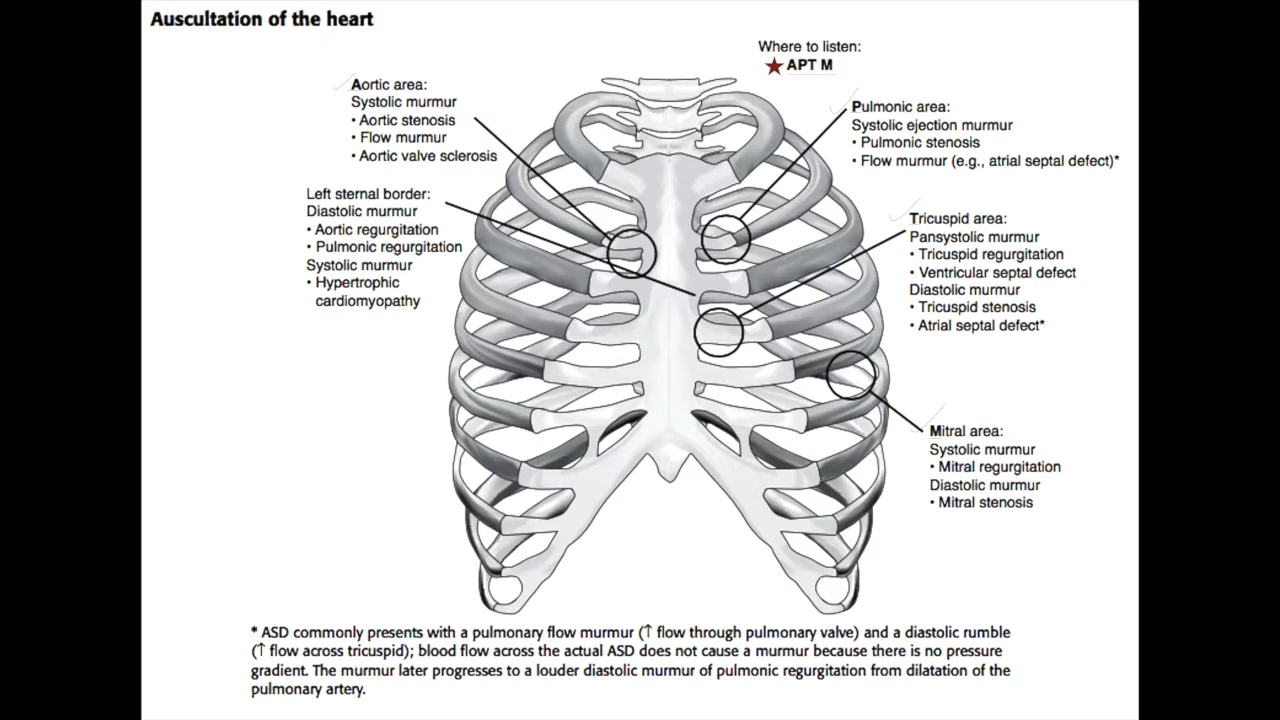 Auscultation of the heart
Where to listen:
APT M
Aortic area:
Systolic murmur
• Aortic stenosis
• Flow murmur
• Aortic valve sclerosis
Left sternal border:
Diastolic murmur
• Aortic regurgitation
• Pulmonic regurgitation
Systolic murmur
• Hypertrophic
cardiomyopathy
Pulmonic area:
Systolic ejection murmur
• Pulmonic stenosis
• Flow murmur (e.g., atrial septal defect)*
Tricuspid area:
Pansystolic murmur
• Tricuspid regurgitation
• Ventricular septal defect
Diastolic murmur
• Tricuspid stenosis
• Atrial septal defect*
Mitral area:
Systolic murmur
• Mitral regurgitation
Diastolic murmur
• Mitral stenosis
* ASD commonly presents with a pulmonary flow murmur (↑ flow through pulmonary valve) and a diastolic rumble
(↑ flow across tricuspid); blood flow across the actual ASD does not cause a murmur because there is no pressure
gradient. The murmur later progresses to a louder diastolic murmur of pulmonic regurgitation from dilatation of the
pulmonary artery.